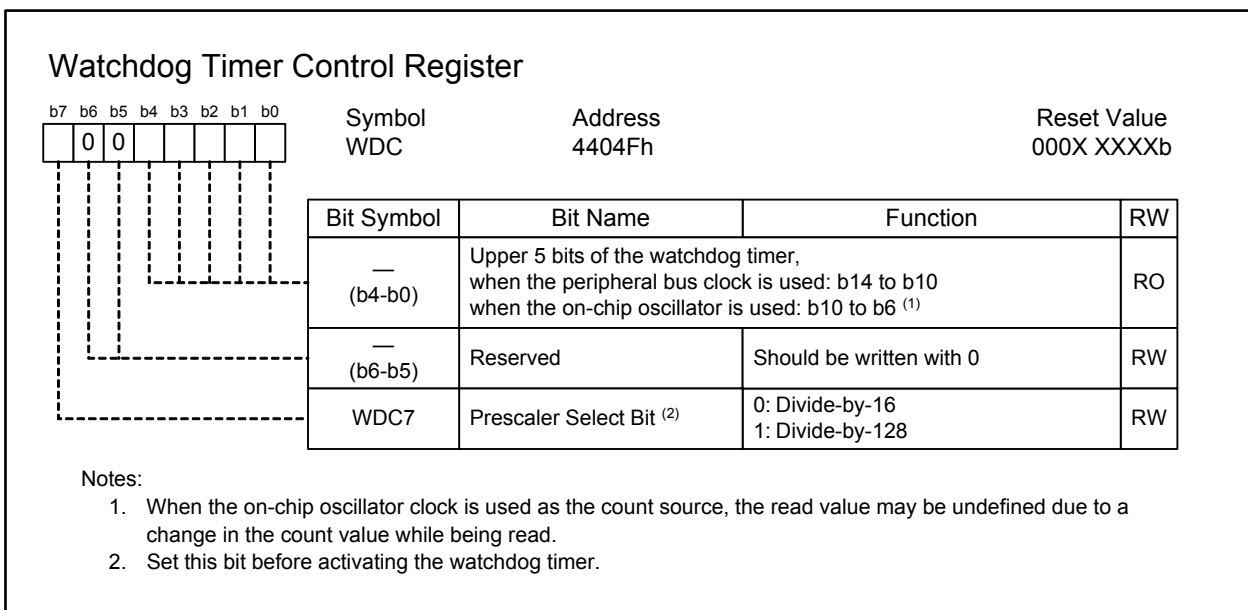 Watchdog Timer Control Register
b7 b6 b5 b4 b3 b2 b1 b0
0 0
Symbol Address Reset Value
WDC 4404Fh 000X XXXXb
Bit Symbol Bit Name Function RW
—
(b4-b0)
Upper 5 bits of the watchdog timer,
when the peripheral bus clock is used: b14 to b10
when the on-chip oscillator is used: b10 to b6 (1)
RO
—
(b6-b5)
Reserved Should be written with 0 RW
WDC7 Prescaler Select Bit (2)
0: Divide-by-16
1: Divide-by-128
RW
Notes:
1. When the on-chip oscillator clock is used as the count source, the read value may be undefined due to a
change in the count value while being read.
2. Set this bit before activating the watchdog timer.